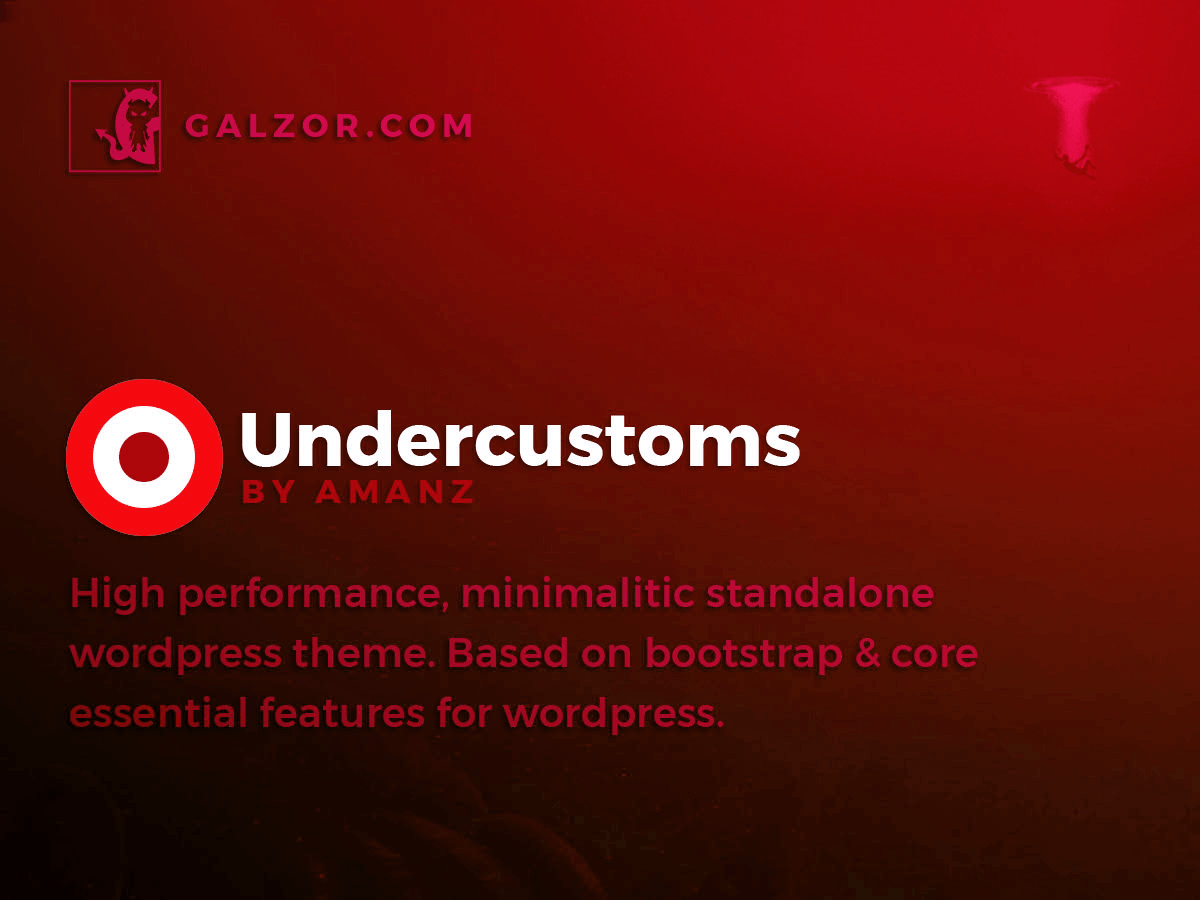 GALZOR.COM
Undercustoms
BY AMANZ
High performance, minimalitic standalone
wordpress theme. Based on bootstrap & core
essential features for wordpress.